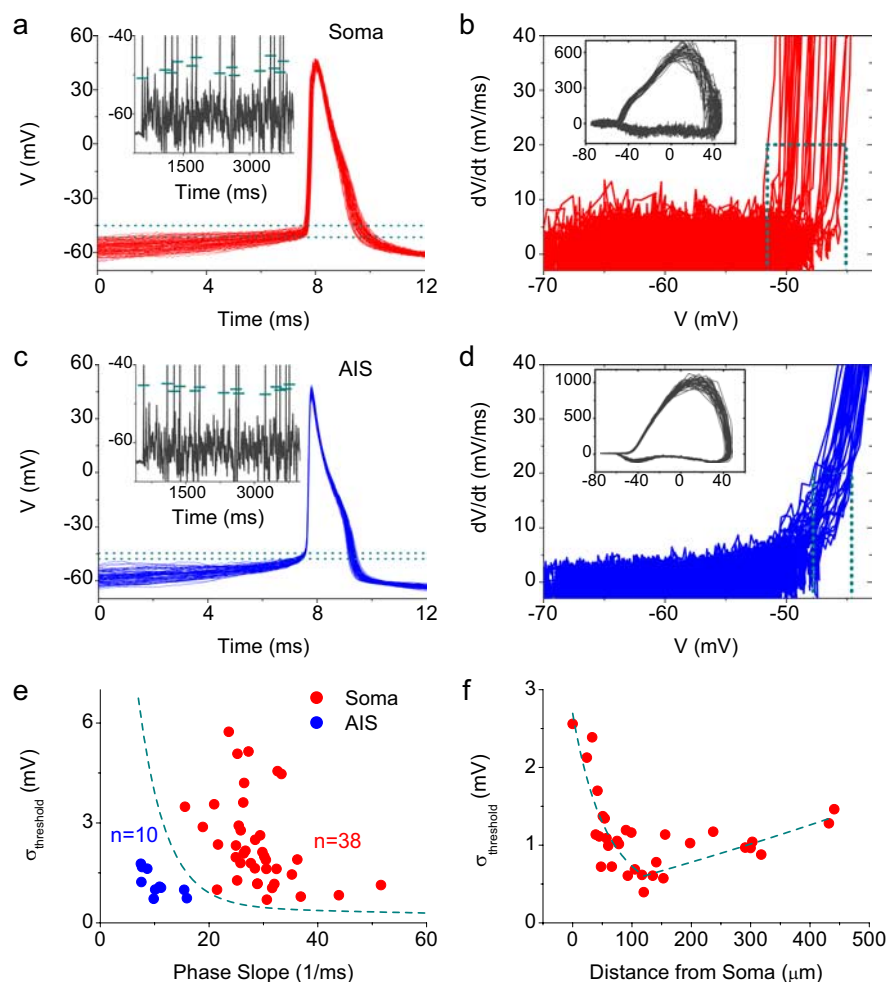 a
Soma
V (mV)
60
30
0
-30
-60
0
4
8
12
Time (ms)
-40
-60
1500
3000
Time (ms)
b
dV/dt (mV/ms)
40
30
20
10
0
-70
-60
-50
V (mV)
600
300
0
-80
-40
0
40
c
AIS
V (mV)
60
30
0
-30
-60
0
4
8
12
Time (ms)
-40
-60
1500
3000
Time (ms)
d
dV/dt (mV/ms)
40
30
20
10
0
-70
-60
-50
V (mV)
1000
500
0
-80
-40
0
40
e
σthreshold (mV)
6
3
0
0
20
40
60
Phase Slope (1/ms)
Soma
AIS
n=10
n=38
f
σthreshold (mV)
3
2
1
0
0
100
200
300
400
500
Distance from Soma (μm)